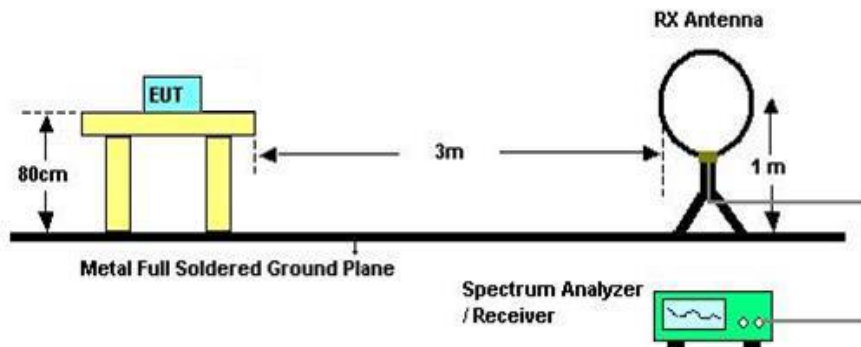 RX Antenna
EUT
80cm
3m
1 m
Metal Full Soldered Ground Plane
Spectrum Analyzer
/ Receiver